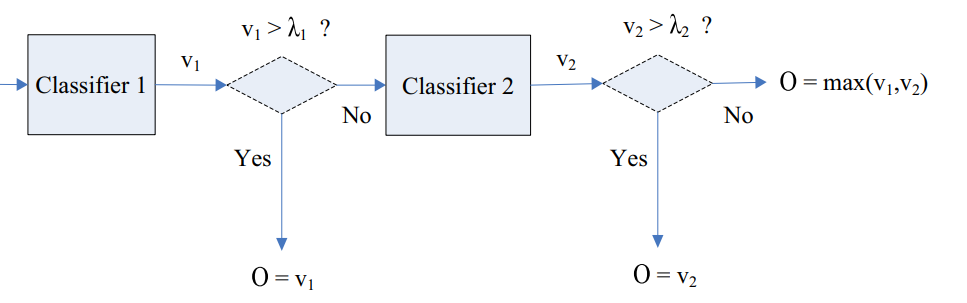 v₁ > λ₁ ?
v₂ > λ₂ ?
Classifier 1
v₁
No
Yes
O = v₁
Classifier 2
v₂
No
Yes
O = v₂
O = max(v₁,v₂)